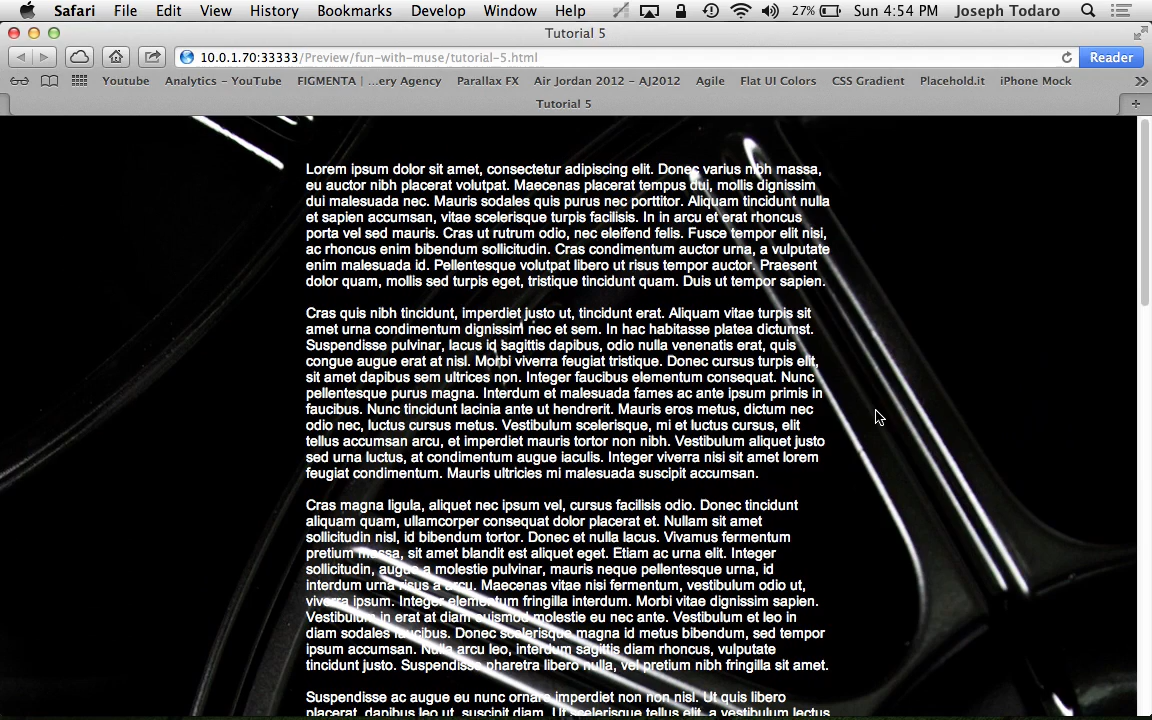 Safari File Edit View History Bookmarks Develop Window Help 27% Sun 4:54 PM Joseph Todaro
Tutorial 5
10.0.1.70:33333/Preview/fun-with-muse/tutorial-5.html Reader
Youtube Analytics - YouTube FIGMENTA | ...ery Agency Parallax FX Air Jordan 2012 - AJ2012 Agile Flat UI Colors CSS Gradient Placehold.it iPhone Mock
Tutorial 5
Lorem ipsum dolor sit amet, consectetur adipiscing elit. Donec varius nibh massa,
eu auctor nibh placerat volutpat. Maecenas placerat tempus dui, mollis dignissim
dui malesuada nec. Mauris sodales quis purus nec porttitor. Aliquam tincidunt nulla
et sapien accumsan, vitae scelerisque turpis facilisis. In in arcu et erat rhoncus
porta vel sed mauris. Cras ut rutrum odio, nec eleifend felis. Fusce tempor elit nisi,
ac rhoncus enim bibendum sollicitudin. Cras condimentum auctor urna, a vulputate
enim malesuada id. Pellentesque volutpat libero ut risus tempor auctor. Praesent
dolor quam, mollis sed turpis eget, tristique tincidunt quam. Duis ut tempor sapien.
Cras quis nibh tincidunt, imperdiet justo ut, tincidunt erat. Aliquam vitae turpis sit
amet urna condimentum dignissim nec et sem. In hac habitasse platea dictumst.
Suspendisse pulvinar, lacus id sagittis dapibus, odio nulla venenatis erat, quis
congue augue erat at nisl. Morbi viverra feugiat tristique. Donec cursus turpis elit,
sit amet dapibus sem ultrices non. Integer faucibus elementum consequat. Nunc
pellentesque purus magna. Interdum et malesuada fames ac ante ipsum primis in
faucibus. Nunc tincidunt lacinia ante ut hendrerit. Mauris eros metus, dictum nec
odio nec, luctus cursus metus. Vestibulum scelerisque, mi et luctus cursus, elit
tellus accumsan arcu, et imperdiet mauris tortor non nibh. Vestibulum aliquet justo
sed urna luctus, at condimentum augue iaculis. Integer viverra nisi sit amet lorem
feugiat condimentum. Mauris ultricies mi malesuada suscipit accumsan.
Cras magna ligula, aliquet nec ipsum vel, cursus facilisis odio. Donec tincidunt
aliquam quam, ullamcorper consequat dolor placerat et. Nullam sit amet
sollicitudin nisl, id bibendum tortor. Donec et nulla lacus. Vivamus fermentum
pretium massa, sit amet blandit est aliquet eget. Etiam ac urna elit. Integer
sollicitudin, augue a molestie pulvinar, mauris neque pellentesque urna, id
interdum urna risus a arcu. Maecenas vitae nisi fermentum, vestibulum odio ut,
viverra ipsum. Integer elementum fringilla interdum. Morbi vitae dignissim sapien.
Vestibulum in erat at diam euismod molestie eu nec ante. Vestibulum et leo in
diam sodales faucibus. Donec scelerisque magna id metus bibendum, sed tempor
ipsum accumsan. Nulla arcu leo, interdum sagittis diam rhoncus, vulputate
tincidunt justo. Suspendisse pharetra libero nulla, vel pretium nibh fringilla sit amet.
Suspendisse ac augue eu nunc ornare imperdiet non non nisl. Ut quis libero
placerat, dapibus leo ut, suscipit diam. Ut scelerisque tellus elit, a vestibulum lectus